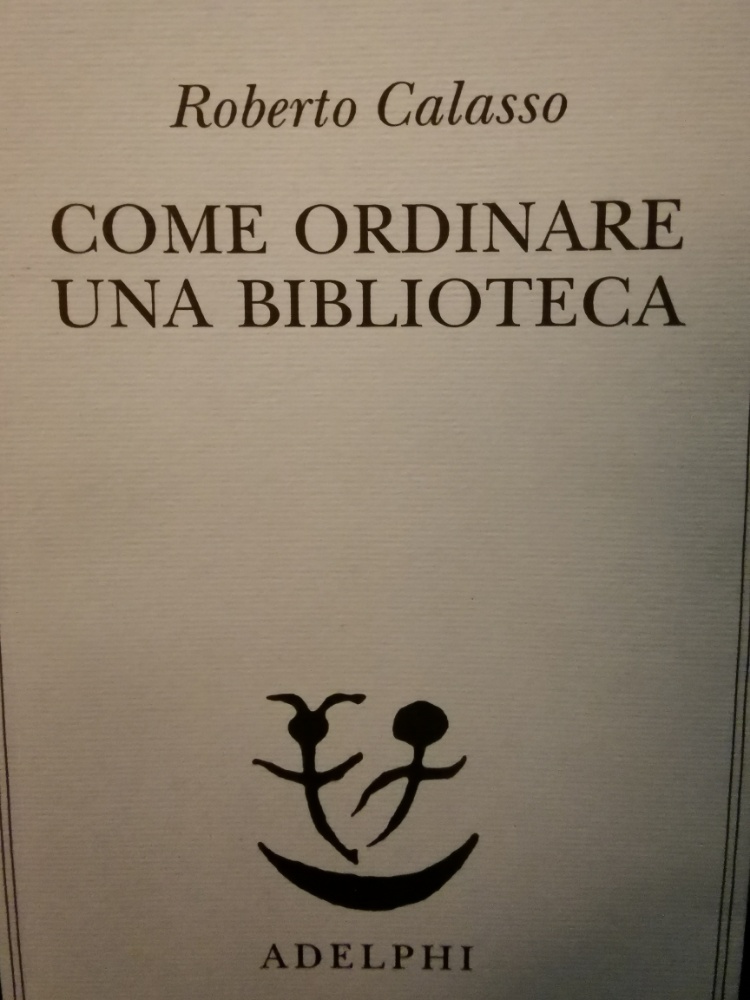 Roberto Calasso
COME ORDINARE
UNA BIBLIOTECA
ADELPHI